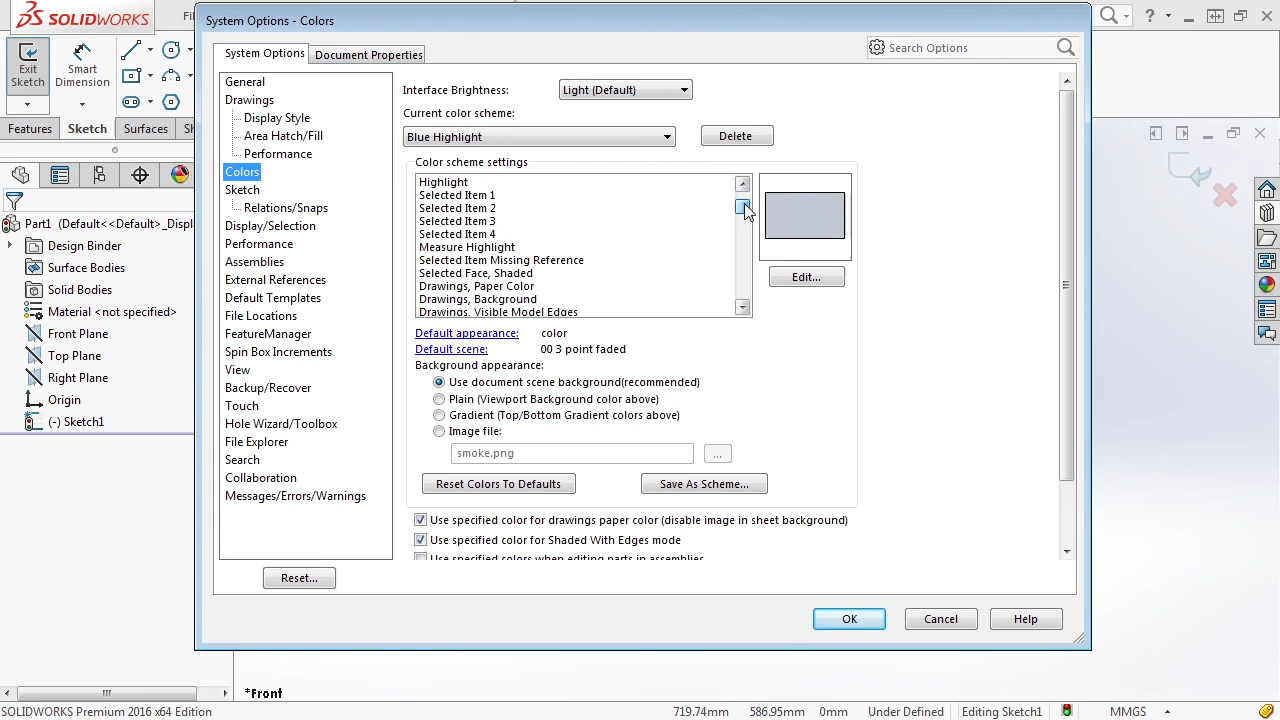 SOLIDWORKS
Fi
System Options - Colors
?
Exit Sketch
Smart Dimension
Features
Sketch
Surfaces
Sh
System Options
Document Properties
Search Options
General
Drawings
Display Style
Area Hatch/Fill
Performance
Colors
Sketch
Relations/Snaps
Display/Selection
Performance
Assemblies
External References
Default Templates
File Locations
FeatureManager
Spin Box Increments
View
Backup/Recover
Touch
Hole Wizard/Toolbox
File Explorer
Search
Collaboration
Messages/Errors/Warnings
Reset...
Part1 (Default<<Default>_Displ
Design Binder
Surface Bodies
Solid Bodies
Material <not specified>
Front Plane
Top Plane
Right Plane
Origin
(-) Sketch1
Interface Brightness:
Light (Default)
Current color scheme:
Blue Highlight
Delete
Color scheme settings
Highlight
Selected Item 1
Selected Item 2
Selected Item 3
Selected Item 4
Measure Highlight
Selected Item Missing Reference
Selected Face, Shaded
Drawings, Paper Color
Drawings, Background
Drawings, Visible Model Edges
Edit...
Default appearance:
color
Default scene:
00 3 point faded
Background appearance:
Use document scene background(recommended)
Plain (Viewport Background color above)
Gradient (Top/Bottom Gradient colors above)
Image file:
smoke.png
...
Reset Colors To Defaults
Save As Scheme...
Use specified color for drawings paper color (disable image in sheet background)
Use specified color for Shaded With Edges mode
Use specified colors when editing parts in assemblies
OK
Cancel
Help
*Front
SOLIDWORKS Premium 2016 x64 Edition
719.74mm
586.95mm
0mm
Under Defined
Editing Sketch1
MMGS